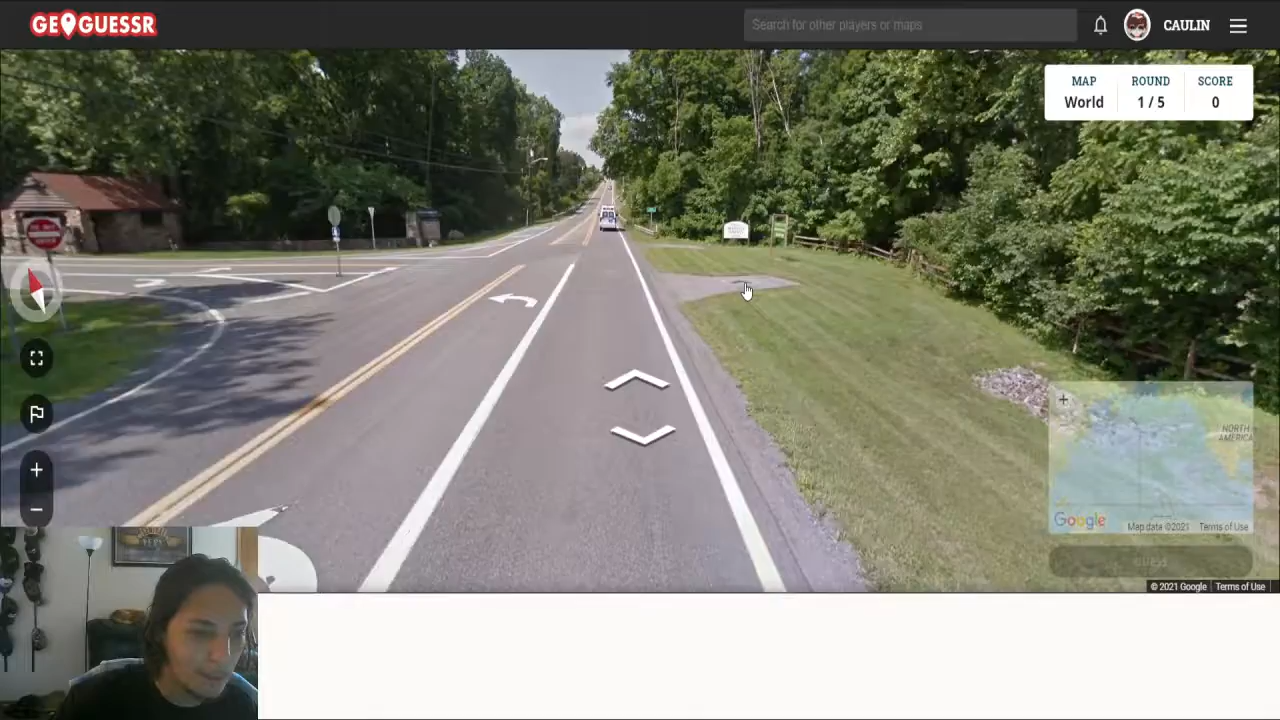 GEOGUESSR
Search for other players or maps
CAULIN
MAP
World
ROUND
1 / 5
SCORE
0
NORTH
AMERICA
Google
Map data ©2021
Terms of Use
GUESS
© 2021 Google
Terms of Use